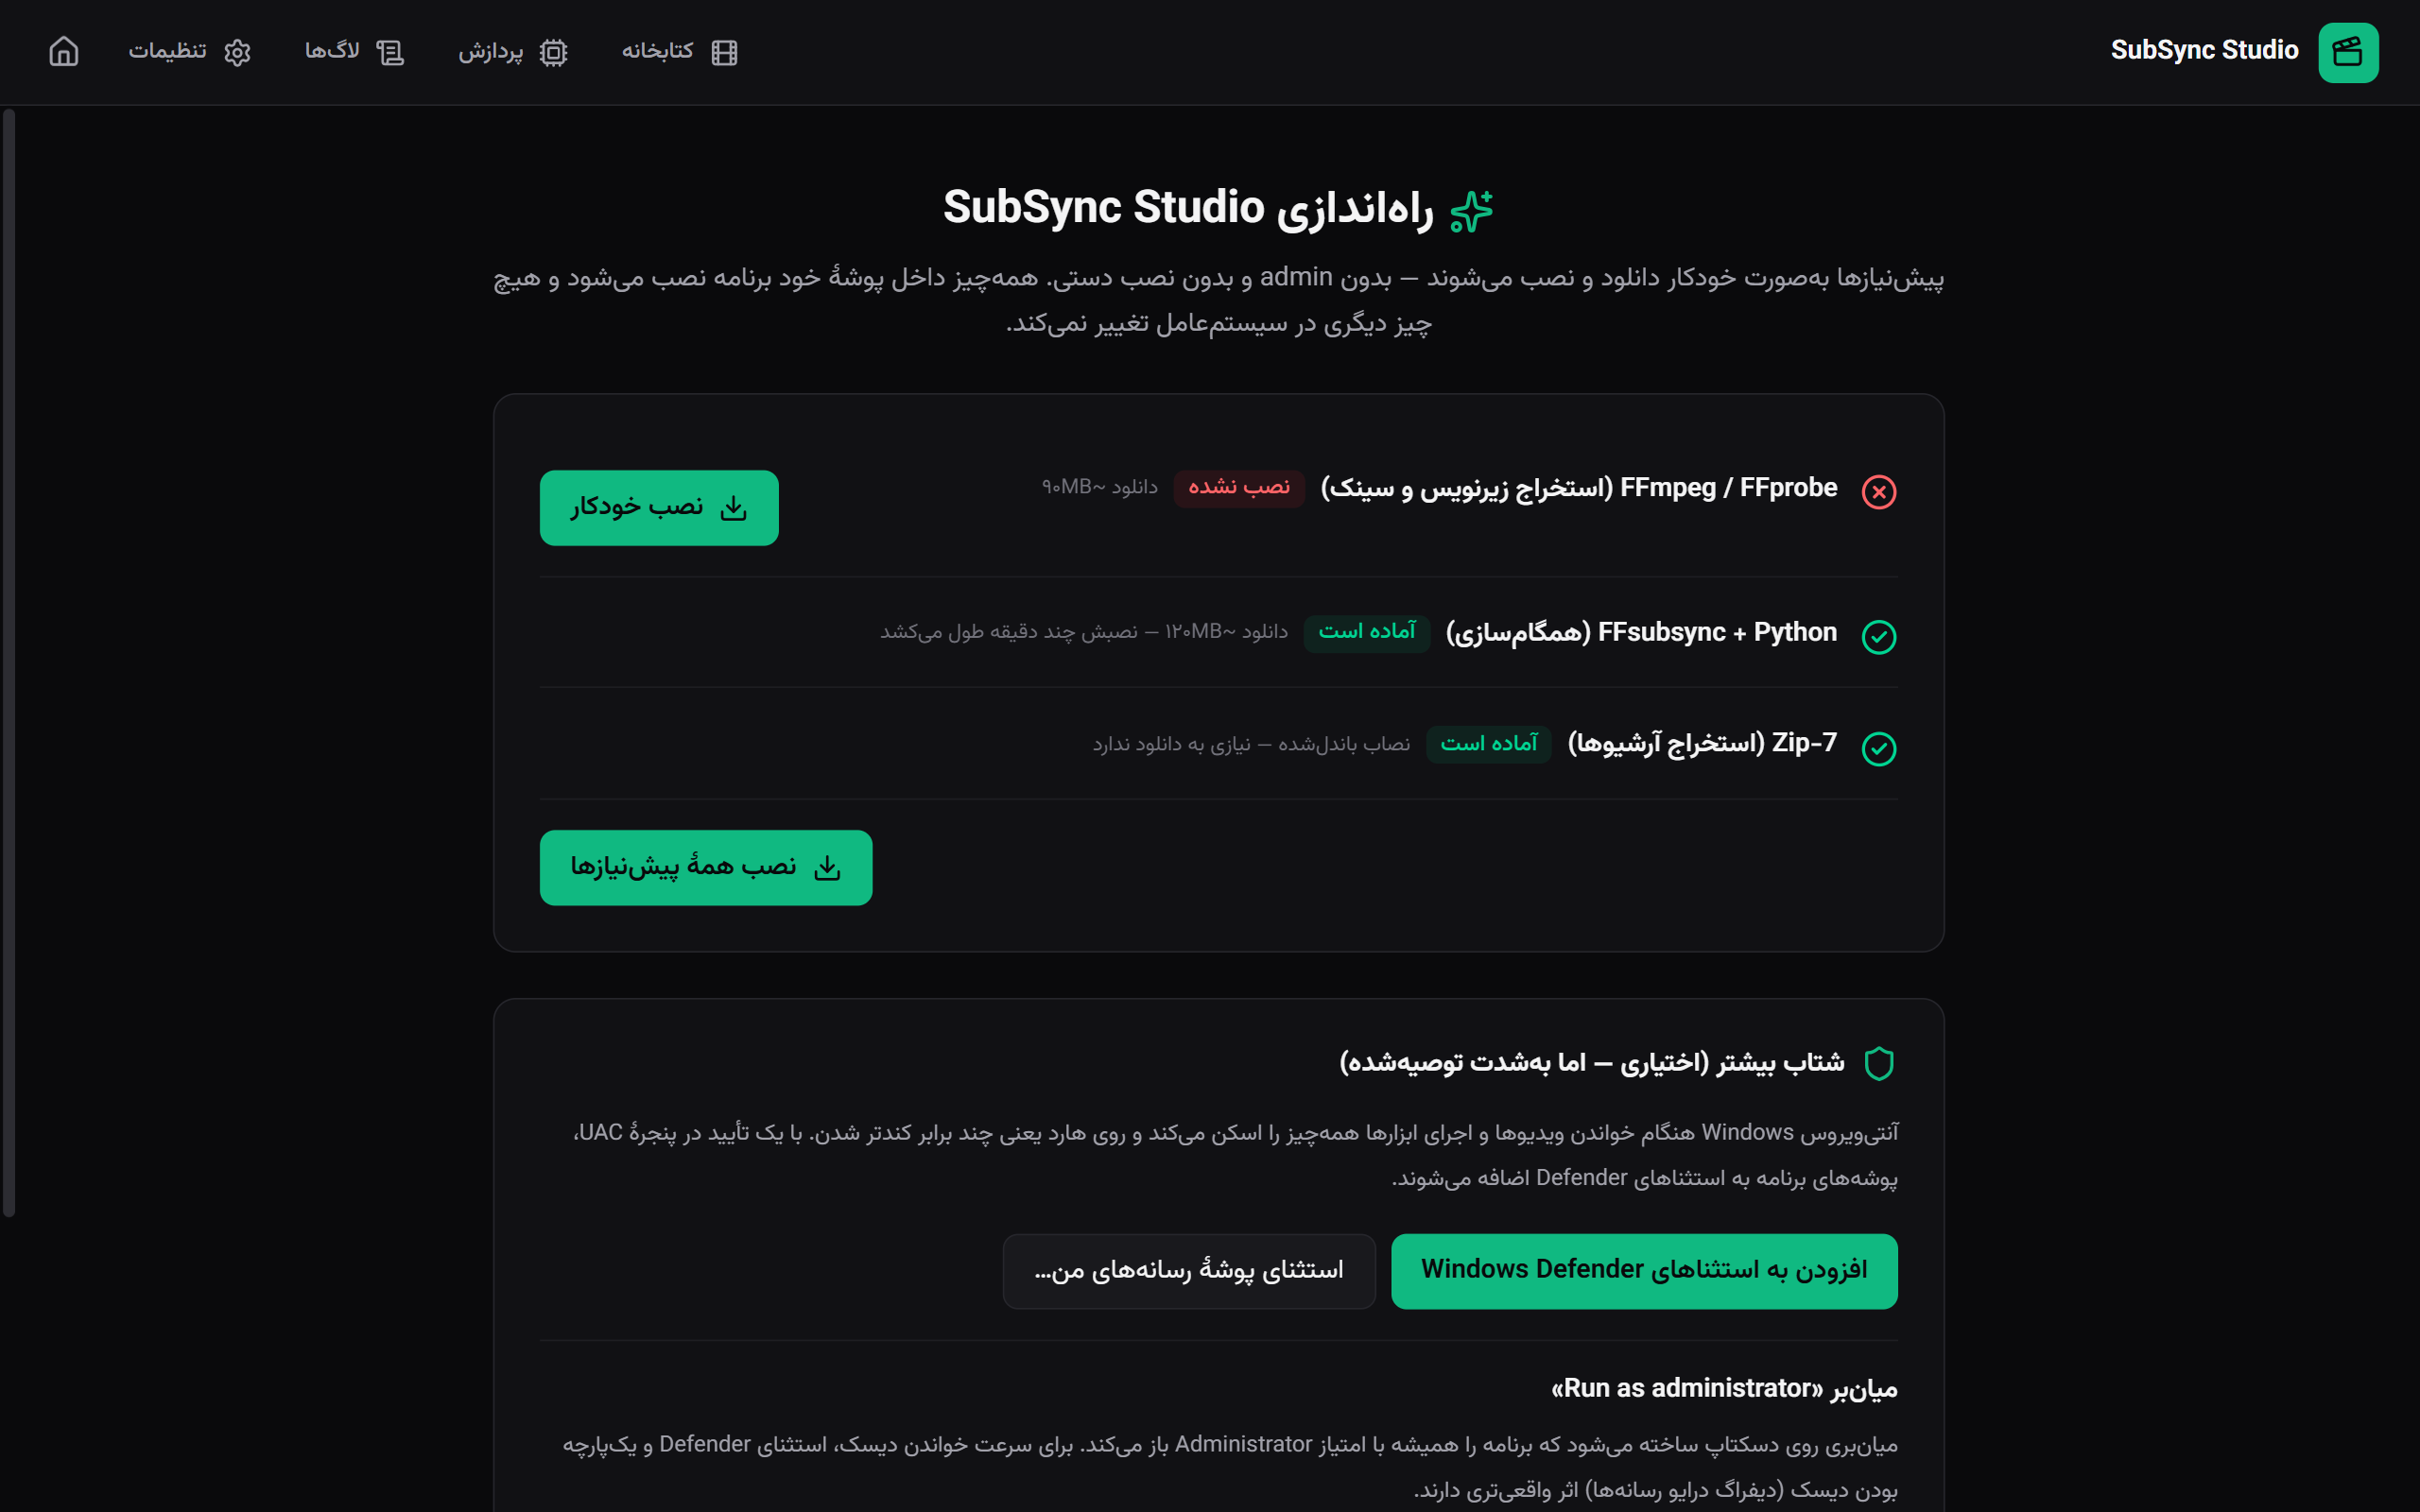 SubSync Studio
کتابخانه
پردازش
لاگ‌ها
تنظیمات
راه‌اندازی SubSync Studio
پیش‌نیازها به‌صورت خودکار دانلود و نصب می‌شوند — بدون admin و بدون نصب دستی. همه‌چیز داخل پوشهٔ خود برنامه نصب می‌شود و هیچ
چیز دیگری در سیستم‌عامل تغییر نمی‌کند.
FFmpeg / FFprobe (استخراج زیرنویس و سینک) نصب نشده دانلود ~۹۰MB
نصب خودکار
FFsubsync + Python (همگام‌سازی) آماده است دانلود ~۱۲۰MB — نصبش چند دقیقه طول می‌کشد
7-Zip (استخراج آرشیوها) آماده است نصاب باندل‌شده — نیازی به دانلود ندارد
نصب همهٔ پیش‌نیازها
شتاب بیشتر (اختیاری — اما به‌شدت توصیه‌شده)
آنتی‌ویروس Windows هنگام خواندن ویدیوها و اجرای ابزارها همه‌چیز را اسکن می‌کند و روی هارد یعنی چند برابر کندتر شدن. با یک تأیید در پنجرهٔ UAC،
پوشه‌های برنامه به استثناهای Defender اضافه می‌شوند.
افزودن به استثناهای Windows Defender
استثنای پوشهٔ رسانه‌های من…
میان‌بر «Run as administrator»
میان‌بری روی دسکتاپ ساخته می‌شود که برنامه را همیشه با امتیاز Administrator باز می‌کند. برای سرعت خواندن دیسک، استثنای Defender و یک‌پارچه
بودن دیسک (دیفراگ درایو رسانه‌ها) اثر واقعی‌تری دارند.